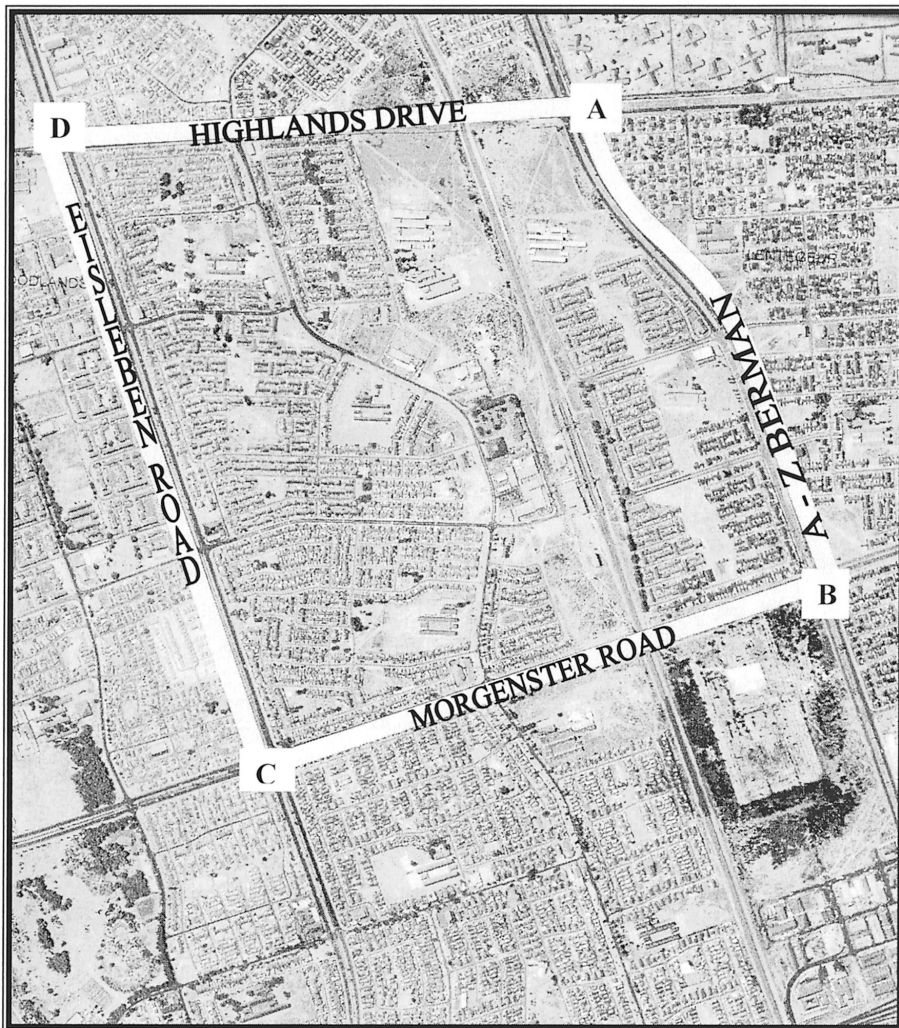 D
HIGHLANDS DRIVE
A
EISLEBEN ROAD
A - Z BERMAN
B
MORGENSTER ROAD
C